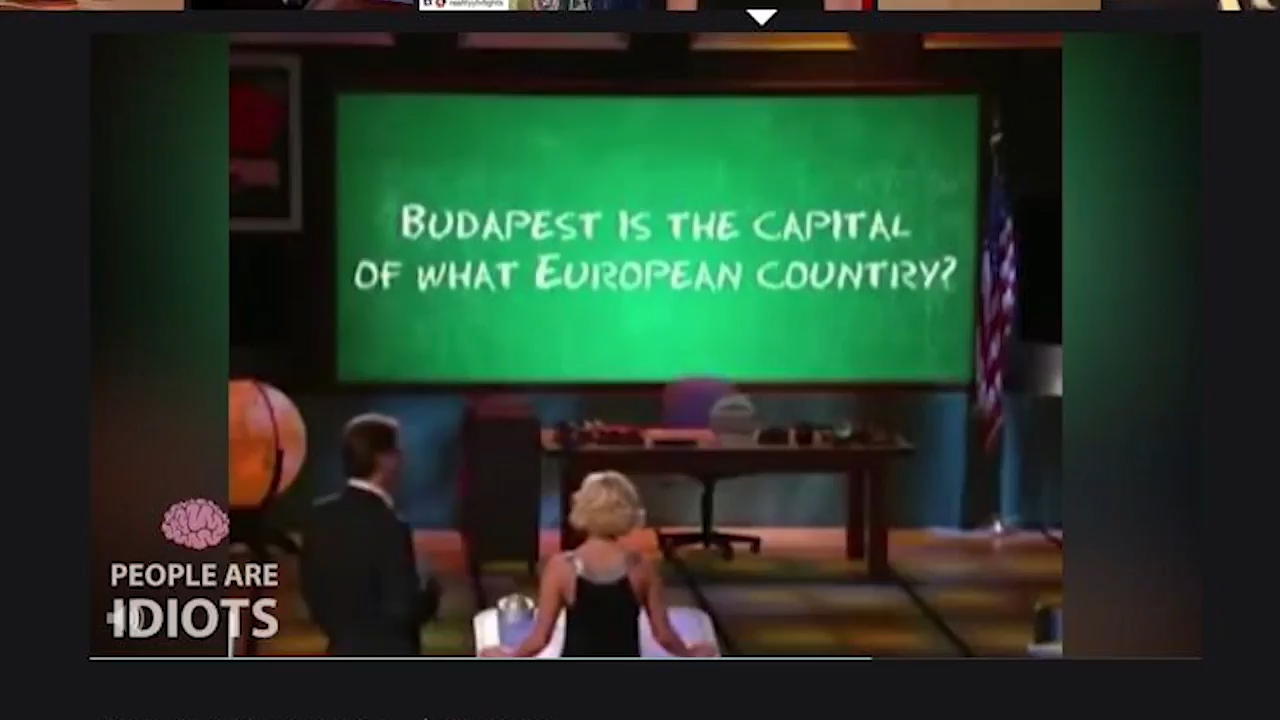 BUDAPEST IS THE CAPITAL
OF WHAT EUROPEAN COUNTRY?
PEOPLE ARE
IDIOTS